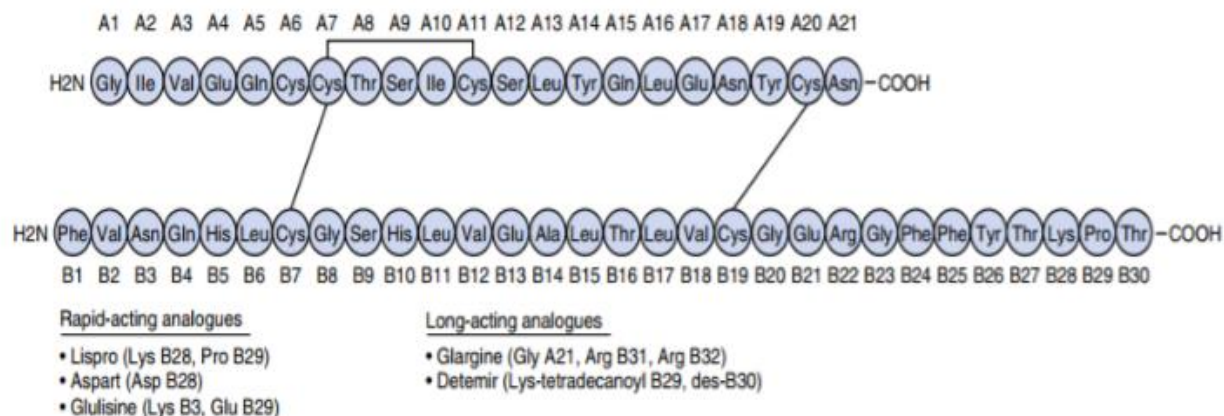 A1 A2 A3 A4 A5 A6 A7 A8 A9 A10 A11 A12 A13 A14 A15 A16 A17 A18 A19 A20 A21
H2N Gly Ile Val Glu Gln Cys Cys Thr Ser Ile Cys Ser Leu Tyr Gln Leu Glu Asn Tyr Cys Asn -COOH
H2N Phe Val Asn Gln His Leu Cys Gly Ser His Leu Val Glu Ala Leu Thr Leu Val Cys Gly Glu Arg Gly Phe Phe Tyr Thr Lys Pro Thr -COOH
B1 B2 B3 B4 B5 B6 B7 B8 B9 B10 B11 B12 B13 B14 B15 B16 B17 B18 B19 B20 B21 B22 B23 B24 B25 B26 B27 B28 B29 B30
Rapid-acting analogues
• Lispro (Lys B28, Pro B29)
• Aspart (Asp B28)
• Glulisine (Lys B3, Glu B29)
Long-acting analogues
• Glargine (Gly A21, Arg B31, Arg B32)
• Detemir (Lys-tetradecanoyl B29, des-B30)